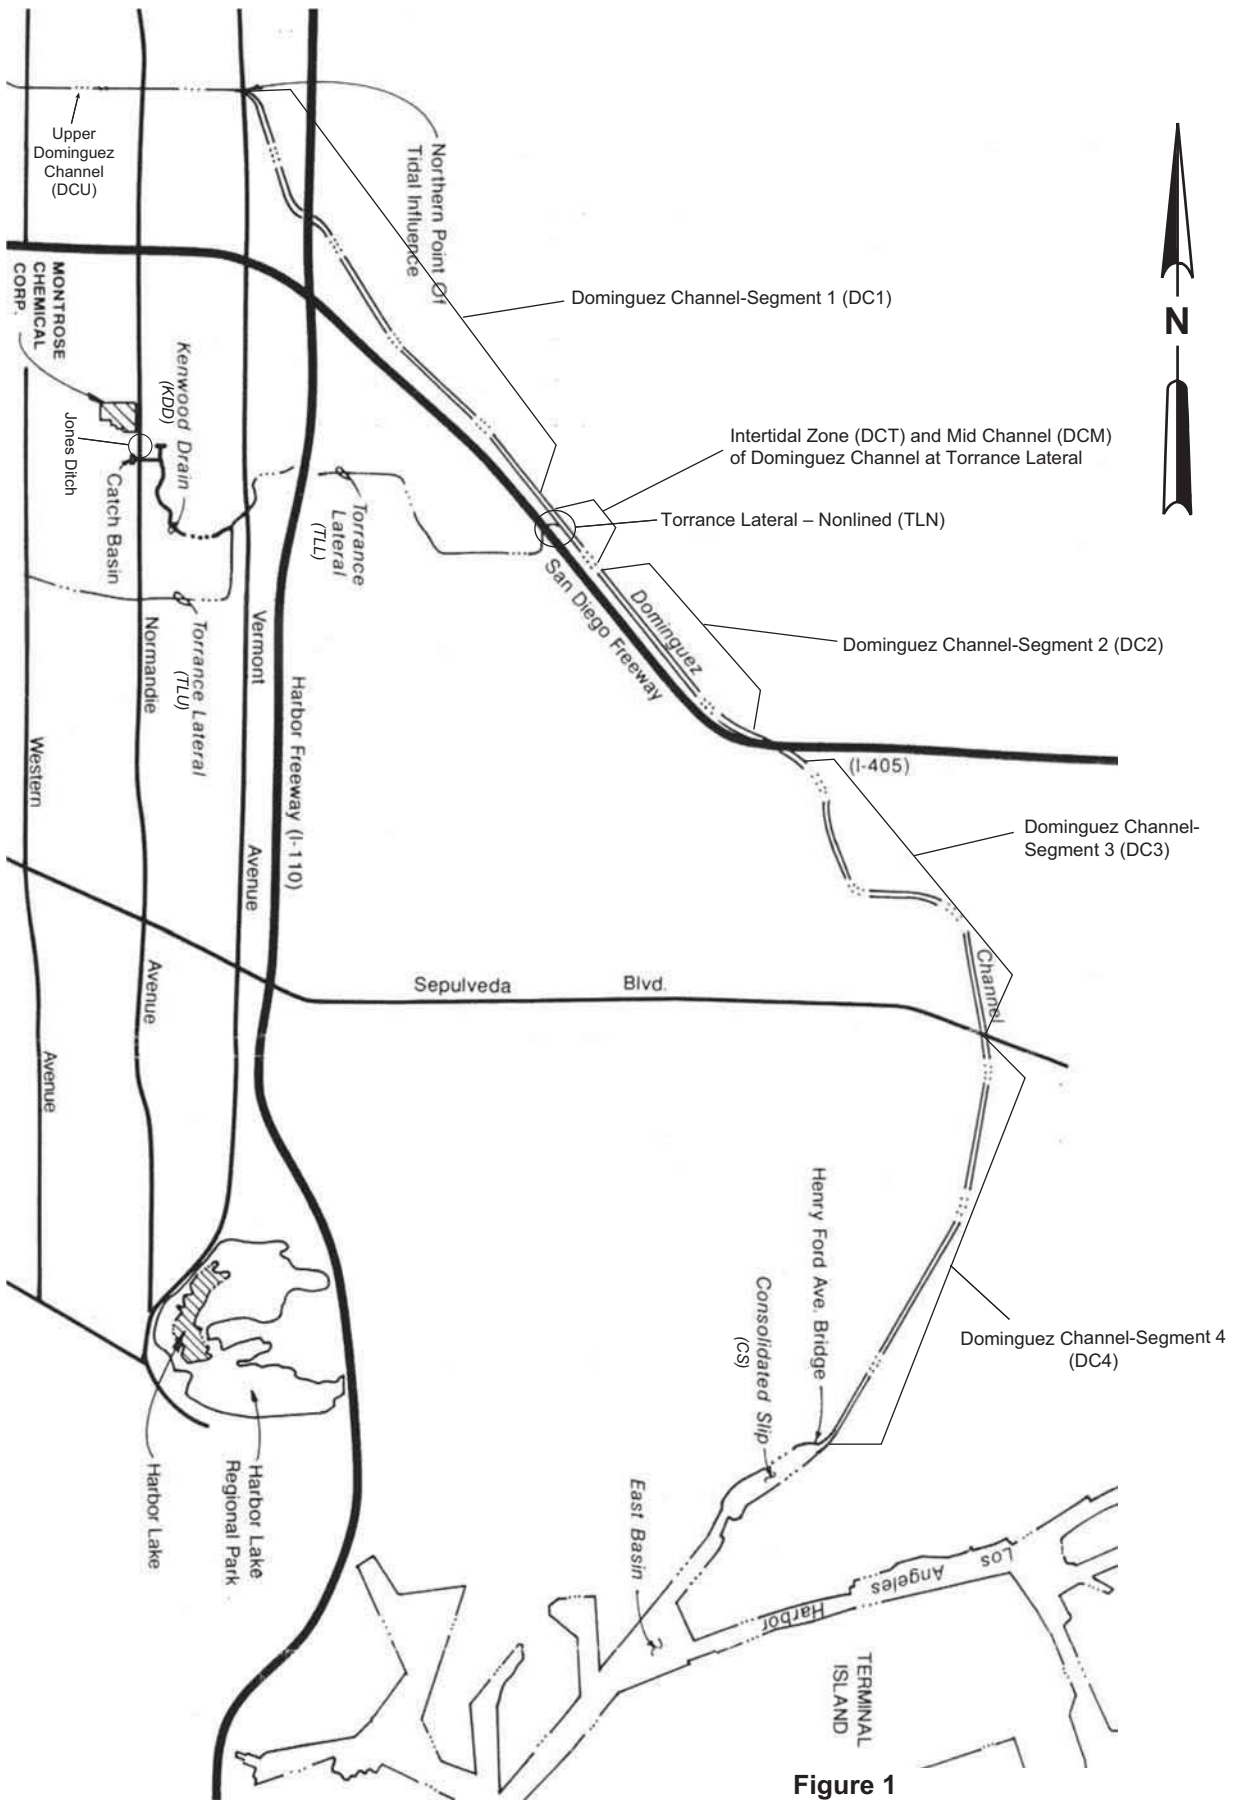 Upper
Dominguez
Channel
(DCU)
Northern Point Of
Tidal Influence
N
Dominguez Channel-Segment 1 (DC1)
MONTROSE
CHEMICAL
CORP.
Kenwood Drain
(KDD)
Jones Ditch
Catch Basin
Intertidal Zone (DCT) and Mid Channel (DCM)
of Dominguez Channel at Torrance Lateral
Torrance Lateral – Nonlined (TLN)
Torrance
Lateral
(TLL)
San Diego Freeway
Dominguez
Dominguez Channel-Segment 2 (DC2)
Torrance Lateral
(TLU)
Vermont
Normandie
Harbor Freeway (I-110)
Western
(I-405)
Dominguez Channel-
Segment 3 (DC3)
Avenue
Channel
Avenue
Sepulveda Blvd.
Avenue
Henry Ford Ave. Bridge
Consolidated Slip
(CS)
Dominguez Channel-Segment 4
(DC4)
Harbor Lake
Harbor Lake
Regional Park
East Basin
Los Angeles Harbor
TERMINAL
ISLAND
Figure 1